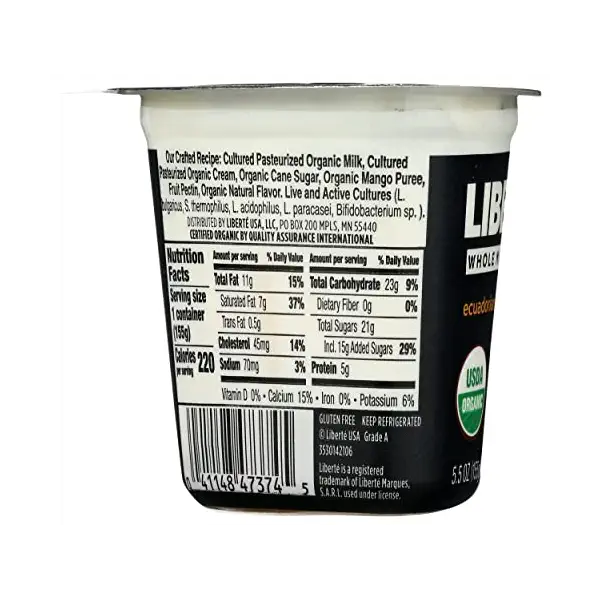 Our Crafted Recipe: Cultured Pasteurized Organic Milk, Cultured
Pasteurized Organic Cream, Organic Cane Sugar, Organic Mango Puree,
Fruit Pectin, Organic Natural Flavor. Live and Active Cultures (L.
bulgaricus, S. thermophilus, L. acidophilus, L. paracasei, Bifidobacterium sp. ).
DISTRIBUTED BY LIBERTÉ USA, LLC, PO BOX 200 MPLS, MN 55440
CERTIFIED ORGANIC BY QUALITY ASSURANCE INTERNATIONAL
Nutrition
Facts
Serving size
1 container
(155g)
Calories 220
per serving
Amount per serving % Daily Value
Total Fat 11g 15%
Saturated Fat 7g 37%
Trans Fat 0.5g
Cholesterol 45mg 14%
Sodium 70mg 3%
Amount per serving % Daily Value
Total Carbohydrate 23g 9%
Dietary Fiber 0g 0%
Total Sugars 21g
Incl. 15g Added Sugars 29%
Protein 5g
Vitamin D 0% • Calcium 15% • Iron 0% • Potassium 6%
GLUTEN FREE KEEP REFRIGERATED
© Liberté USA Grade A
3530142106
Liberté is a registered
trademark of Liberte Marques,
S.A.R.L. used under license.
0 41148 47374 5
LIB
WHOLE
USDA
ORGANIC
5.5 OZ